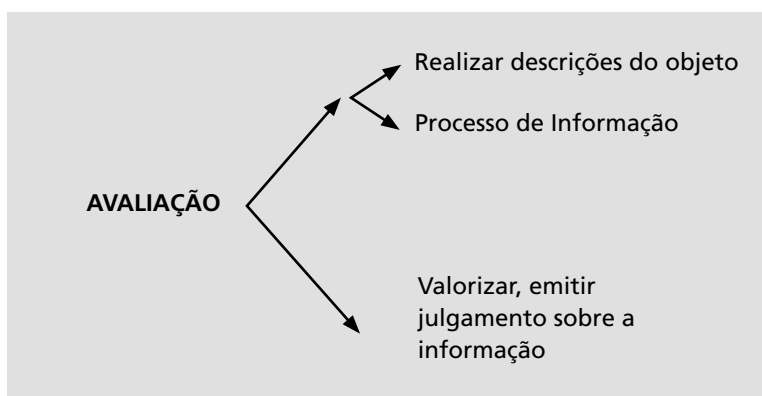 Realizar descrições do objeto
Processo de Informação
AVALIAÇÃO
Valorizar, emitir
julgamento sobre a
informação